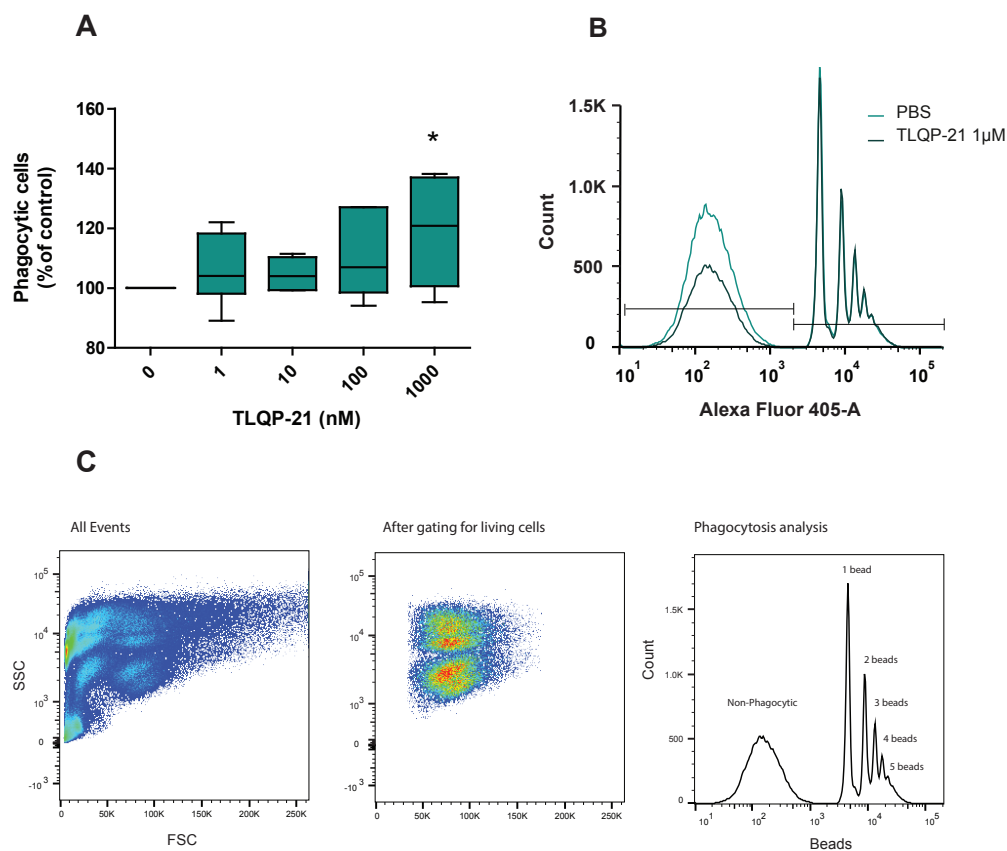 A
Phagocytic cells
(% of control)
160
140
120
100
80
*
0
1
10
100
1000
TLQP-21 (nM)
B
Count
1.5K
1.0K
500
0
PBS
TLQP-21 1µM
10¹
10²
10³
10⁴
10⁵
Alexa Fluor 405-A
C
All Events
SSC
10⁵
10⁴
10³
0
-10³
0
50K
100K
150K
200K
250K
FSC
After gating for living cells
10⁵
10⁴
10³
0
-10³
0
50K
100K
150K
200K
250K
Phagocytosis analysis
Count
1.5K
1.0K
500
0
1 bead
2 beads
3 beads
4 beads
5 beads
Non-Phagocytic
10¹
10²
10³
10⁴
10⁵
Beads